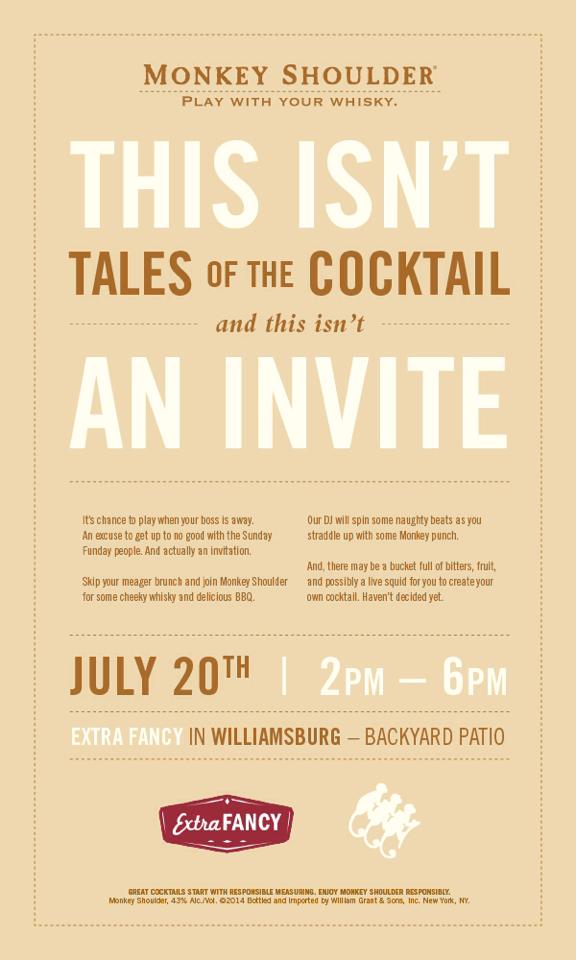 MONKEY SHOULDER®
PLAY WITH YOUR WHISKY.
THIS ISN'T
TALES OF THE COCKTAIL
and this isn't
AN INVITE
It's chance to play when your boss is away.
An excuse to get up to no good with the Sunday
Funday people. And actually an invitation.
Skip your meager brunch and join Monkey Shoulder
for some cheeky whisky and delicious BBQ.
Our DJ will spin some naughty beats as you
straddle up with some Monkey punch.
And, there may be a bucket full of bitters, fruit,
and possibly a live squid for you to create your
own cocktail. Haven't decided yet.
JULY 20TH | 2PM — 6PM
EXTRA FANCY IN WILLIAMSBURG – BACKYARD PATIO
Extra FANCY
GREAT COCKTAILS START WITH RESPONSIBLE MEASURING. ENJOY MONKEY SHOULDER RESPONSIBLY.
Monkey Shoulder, 43% Alc./Vol. ©2014 Bottled and Imported by William Grant & Sons, Inc. New York, NY.